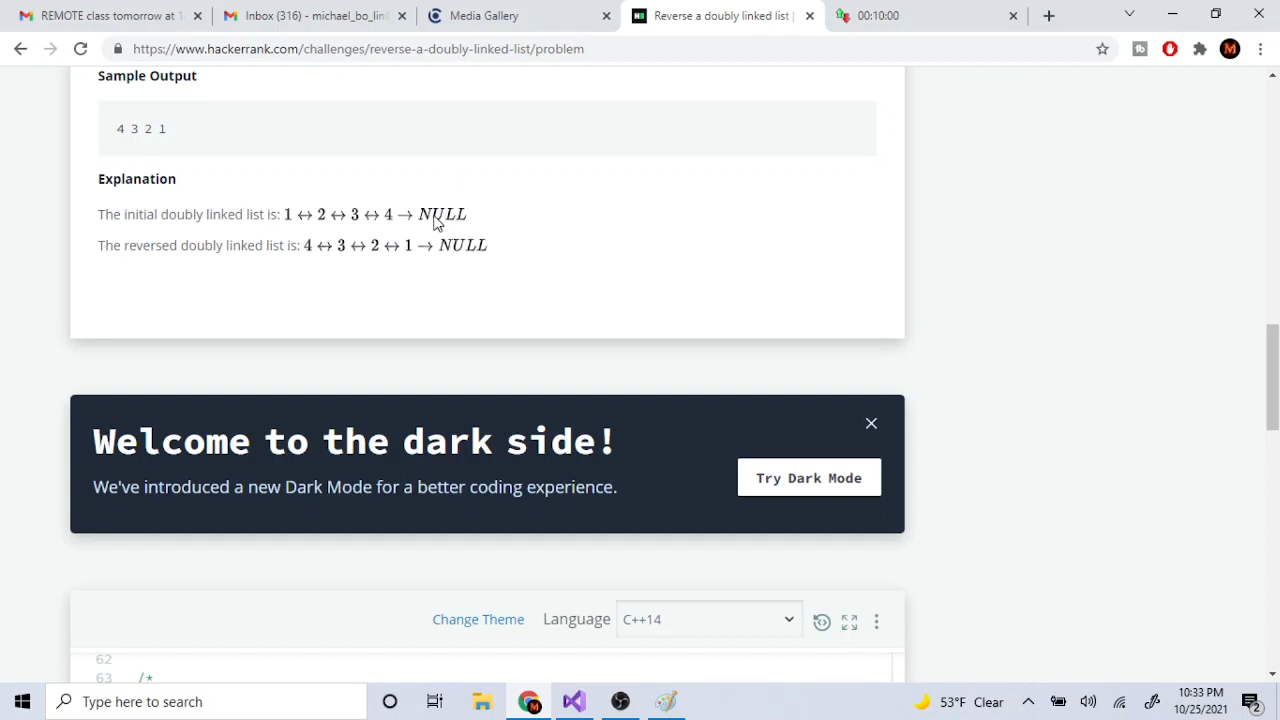 REMOTE class tomorrow at
Inbox (316) - michael_bo
Media Gallery
Reverse a doubly linked list |
00:10:00
https://www.hackerrank.com/challenges/reverse-a-doubly-linked-list/problem
M
Sample Output
4 3 2 1
Explanation
The initial doubly linked list is: 1 ↔ 2 ↔ 3 ↔ 4 → NULL
The reversed doubly linked list is: 4 ↔ 3 ↔ 2 ↔ 1 → NULL
Welcome to the dark side!
We've introduced a new Dark Mode for a better coding experience.
Try Dark Mode
Change Theme Language C++14
62
63 /*
Type here to search
53°F Clear
10:33 PM
10/25/2021
2